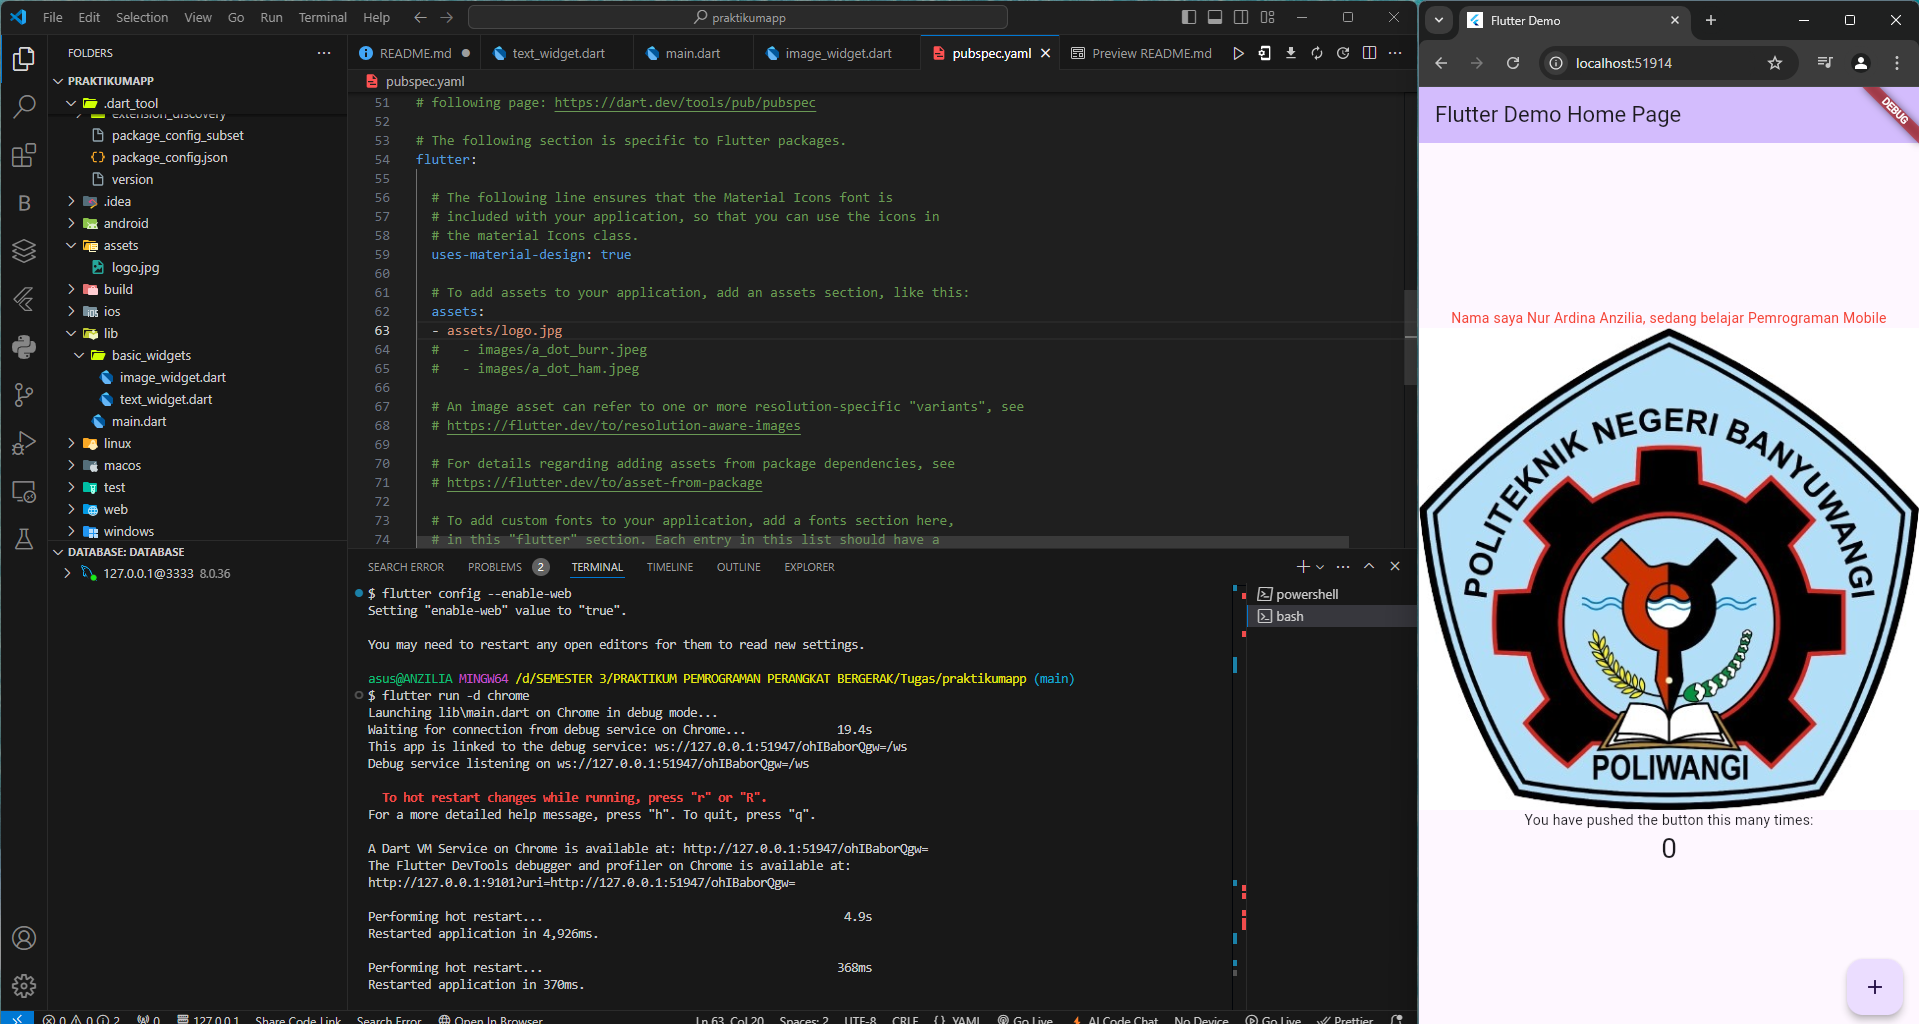 File Edit Selection View Go Run Terminal Help
praktikumapp
FOLDERS
PRAKTIKUMAPP
.dart_tool
extension_discovery
package_config_subset
package_config.json
version
.idea
android
assets
logo.jpg
build
ios
lib
basic_widgets
image_widget.dart
text_widget.dart
main.dart
linux
macos
test
web
windows
DATABASE: DATABASE
127.0.0.1@3333 8.0.36
README.md text_widget.dart main.dart image_widget.dart pubspec.yaml Preview README.md
pubspec.yaml
51 # following page: https://dart.dev/tools/pub/pubspec
52
53 # The following section is specific to Flutter packages.
54 flutter:
55
56 # The following line ensures that the Material Icons font is
57 # included with your application, so that you can use the icons in
58 # the material Icons class.
59 uses-material-design: true
60
61 # To add assets to your application, add an assets section, like this:
62 assets:
63 - assets/logo.jpg
64 #   - images/a_dot_burr.jpeg
65 #   - images/a_dot_ham.jpeg
66
67 # An image asset can refer to one or more resolution-specific "variants", see
68 # https://flutter.dev/to/resolution-aware-images
69
70 # For details regarding adding assets from package dependencies, see
71 # https://flutter.dev/to/asset-from-package
72
73 # To add custom fonts to your application, add a fonts section here,
74 # in this "flutter" section. Each entry in this list should have a
SEARCH ERROR PROBLEMS 2 TERMINAL TIMELINE OUTLINE EXPLORER
$ flutter config --enable-web
Setting "enable-web" value to "true".
You may need to restart any open editors for them to read new settings.
asus@ANZILIA MINGW64 /d/SEMESTER 3/PRAKTIKUM PEMROGRAMAN PERANGKAT BERGERAK/Tugas/praktikumapp (main)
$ flutter run -d chrome
Launching lib\main.dart on Chrome in debug mode...
Waiting for connection from debug service on Chrome... 19.4s
This app is linked to the debug service: ws://127.0.0.1:51947/ohIBaborQgw=/ws
Debug service listening on ws://127.0.0.1:51947/ohIBaborQgw=/ws
To hot restart changes while running, press "r" or "R".
For a more detailed help message, press "h". To quit, press "q".
A Dart VM Service on Chrome is available at: http://127.0.0.1:51947/ohIBaborQgw=
The Flutter DevTools debugger and profiler on Chrome is available at:
http://127.0.0.1:9101?uri=http://127.0.0.1:51947/ohIBaborQgw=
Performing hot restart... 4.9s
Restarted application in 4,926ms.
Performing hot restart... 368ms
Restarted application in 370ms.
powershell
bash
0 0 2 0 127.0.0.1 Share Code Link Search Error Open In Browser Ln 63, Col 20 Spaces: 2 UTF-8 CRLF YAML Go Live AI Code Chat No Device Go Live Prettier
Flutter Demo
localhost:51914
Flutter Demo Home Page
DEBUG
Nama saya Nur Ardina Anzilia, sedang belajar Pemrograman Mobile
POLITEKNIK NEGERI BANYUWANGI
POLIWANGI
You have pushed the button this many times:
0